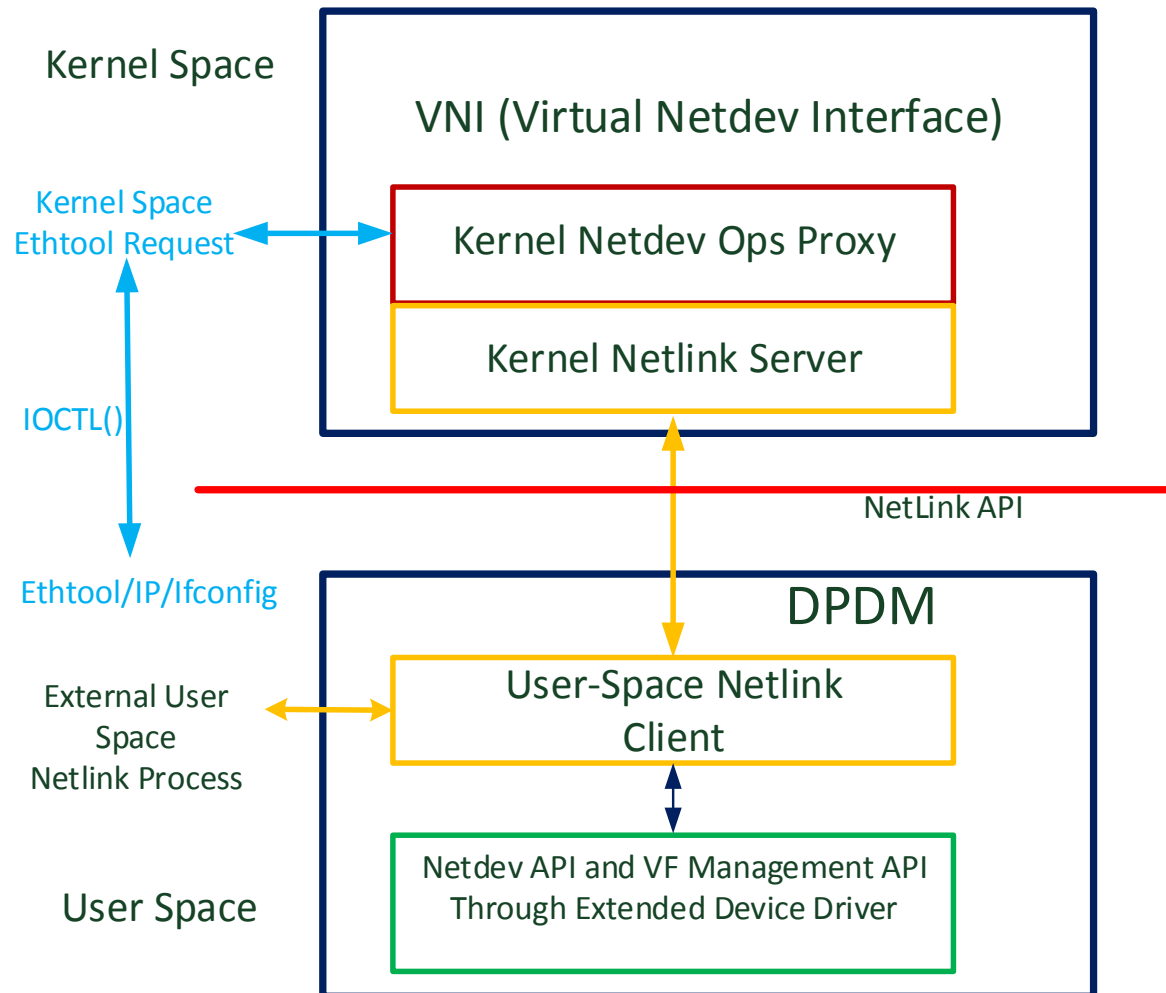 Kernel Space
VNI (Virtual Netdev Interface)
Kernel Space
Ethtool Request
Kernel Netdev Ops Proxy
Kernel Netlink Server
IOCTL()
NetLink API
Ethtool/IP/Ifconfig
DPDM
User-Space Netlink
Client
External User
Space
Netlink Process
Netdev API and VF Management API
Through Extended Device Driver
User Space